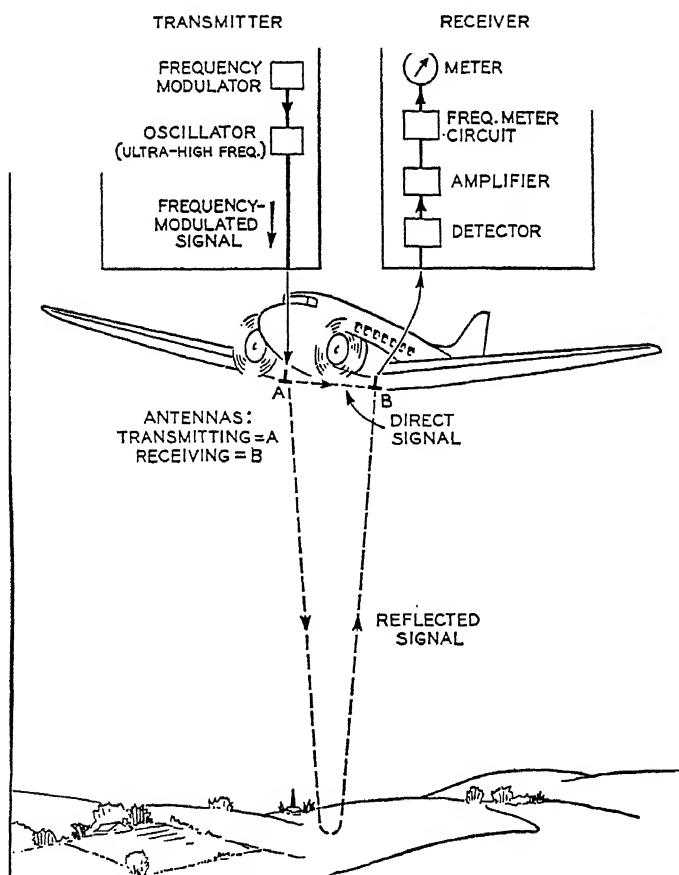 TRANSMITTER
FREQUENCY
MODULATOR
OSCILLATOR
(ULTRA-HIGH FREQ.)
FREQUENCY-
MODULATED
SIGNAL
RECEIVER
METER
FREQ. METER
CIRCUIT
AMPLIFIER
DETECTOR
A
B
ANTENNAS:
TRANSMITTING=A
RECEIVING=B
DIRECT
SIGNAL
REFLECTED
SIGNAL